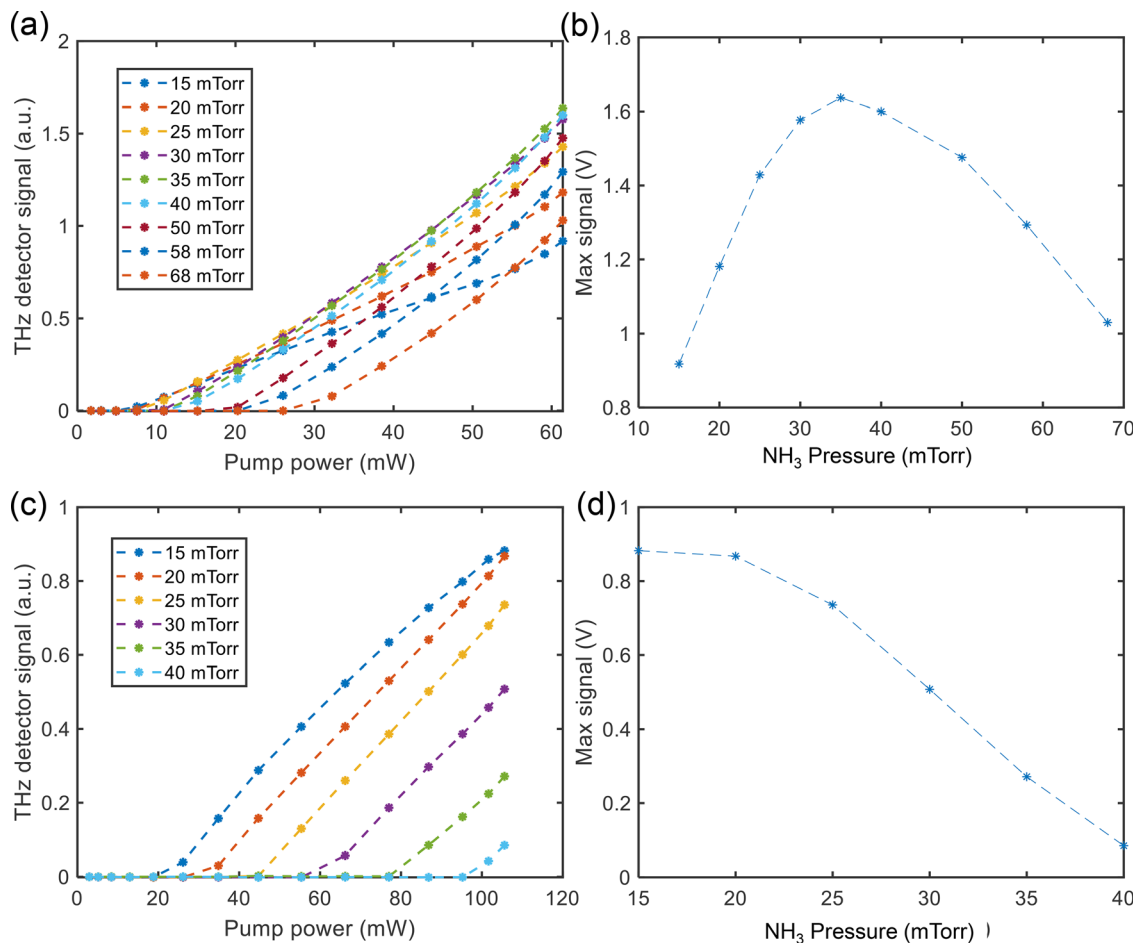 (a)
THz detector signal (a.u.)
2
1.5
1
0.5
0
15 mTorr
20 mTorr
25 mTorr
30 mTorr
35 mTorr
40 mTorr
50 mTorr
58 mTorr
68 mTorr
0 10 20 30 40 50 60
Pump power (mW)
(b)
Max signal (V)
1.8
1.6
1.4
1.2
1
0.8
10 20 30 40 50 60 70
NH3 Pressure (mTorr)
(c)
THz detector signal (a.u.)
1
0.8
0.6
0.4
0.2
0
15 mTorr
20 mTorr
25 mTorr
30 mTorr
35 mTorr
40 mTorr
0 20 40 60 80 100 120
Pump power (mW)
(d)
Max signal (V)
1
0.8
0.6
0.4
0.2
0
15 20 25 30 35 40
NH3 Pressure (mTorr) )